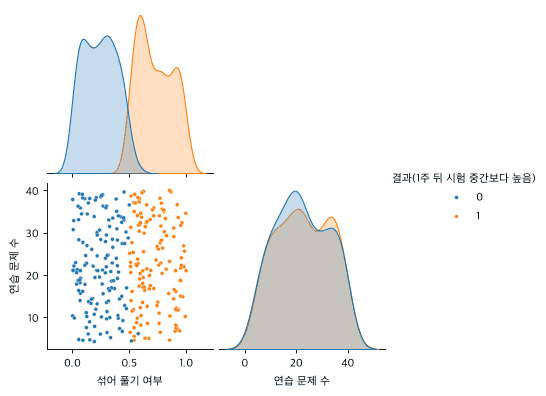 결과(1주 뒤 시험 중간보다 높음)
0
1
40
30
20
10
연습 문제 수
0.0 0.5 1.0
섞어 풀기 여부
0 20 40
연습 문제 수